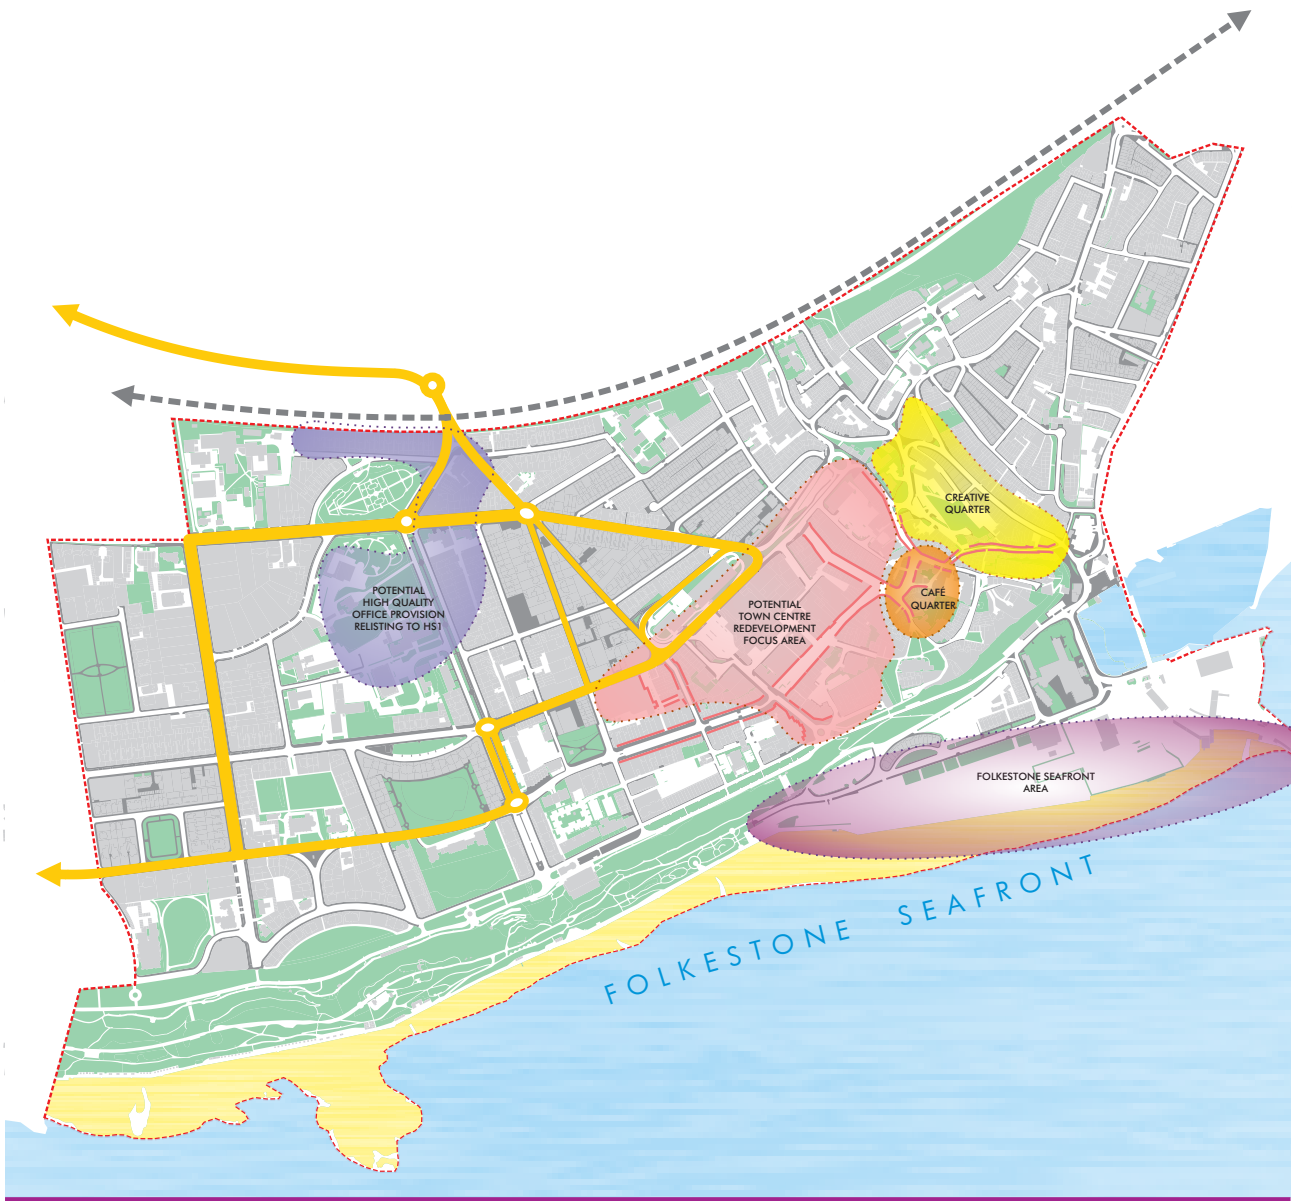 CREATIVE
QUARTER
POTENTIAL
HIGH QUALITY
OFFICE PROVISION
RELISTING TO HS1
CAFÉ
QUARTER
POTENTIAL
TOWN CENTRE
REDEVELOPMENT
FOCUS AREA
FOLKESTONE SEAFRONT
AREA
FOLKESTONE SEAFRONT